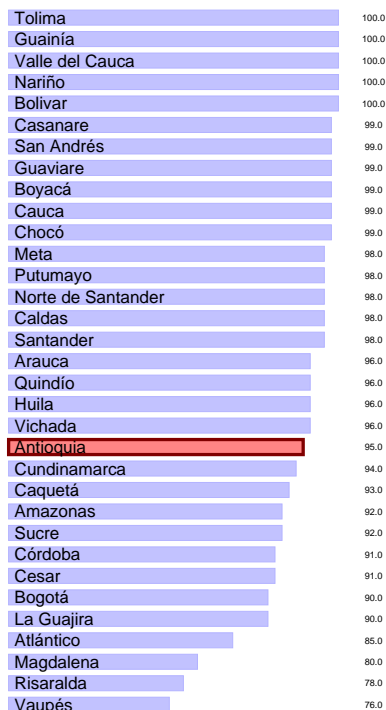 Tolima 100.0
Guainía 100.0
Valle del Cauca 100.0
Nariño 100.0
Bolivar 100.0
Casanare 99.0
San Andrés 99.0
Guaviare 99.0
Boyacá 99.0
Cauca 99.0
Chocó 99.0
Meta 98.0
Putumayo 98.0
Norte de Santander 98.0
Caldas 98.0
Santander 98.0
Arauca 96.0
Quindío 96.0
Huila 96.0
Vichada 96.0
Antioquia 95.0
Cundinamarca 94.0
Caquetá 93.0
Amazonas 92.0
Sucre 92.0
Córdoba 91.0
Cesar 91.0
Bogotá 90.0
La Guajira 90.0
Atlántico 85.0
Magdalena 80.0
Risaralda 78.0
Vaupés 76.0